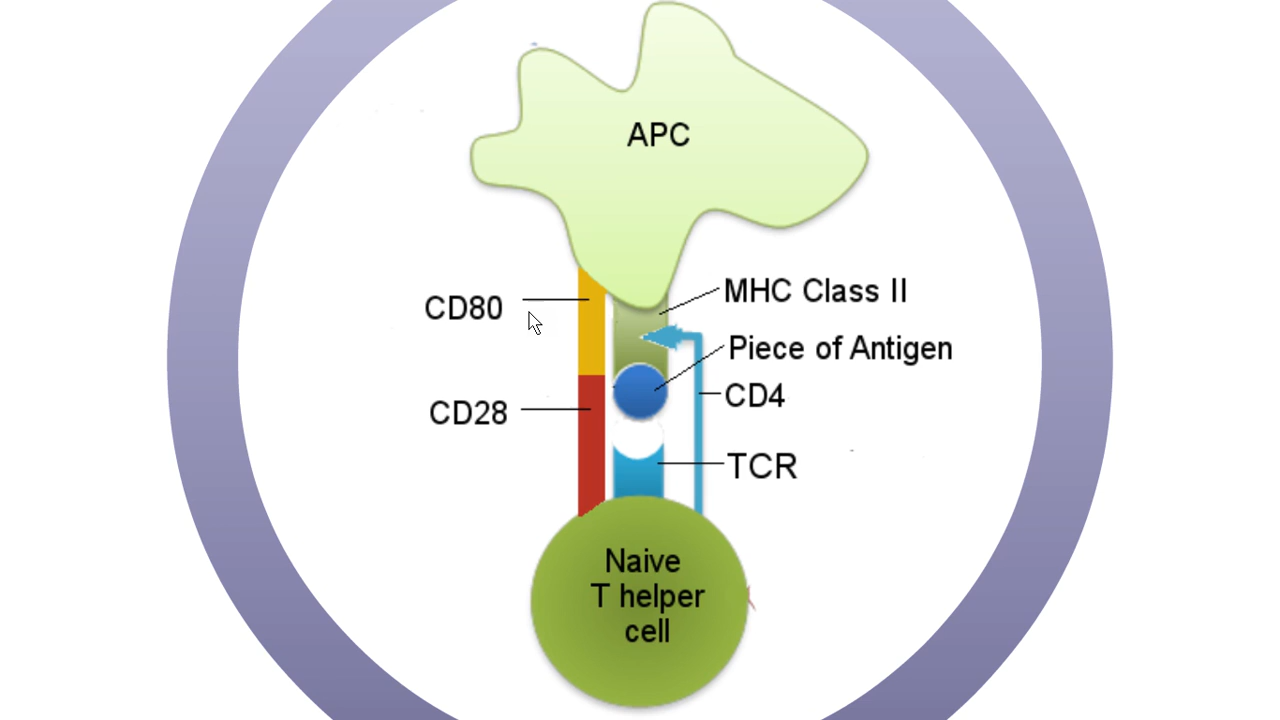 APC
CD80
MHC Class II
Piece of Antigen
CD4
CD28
TCR
Naive
T helper
cell